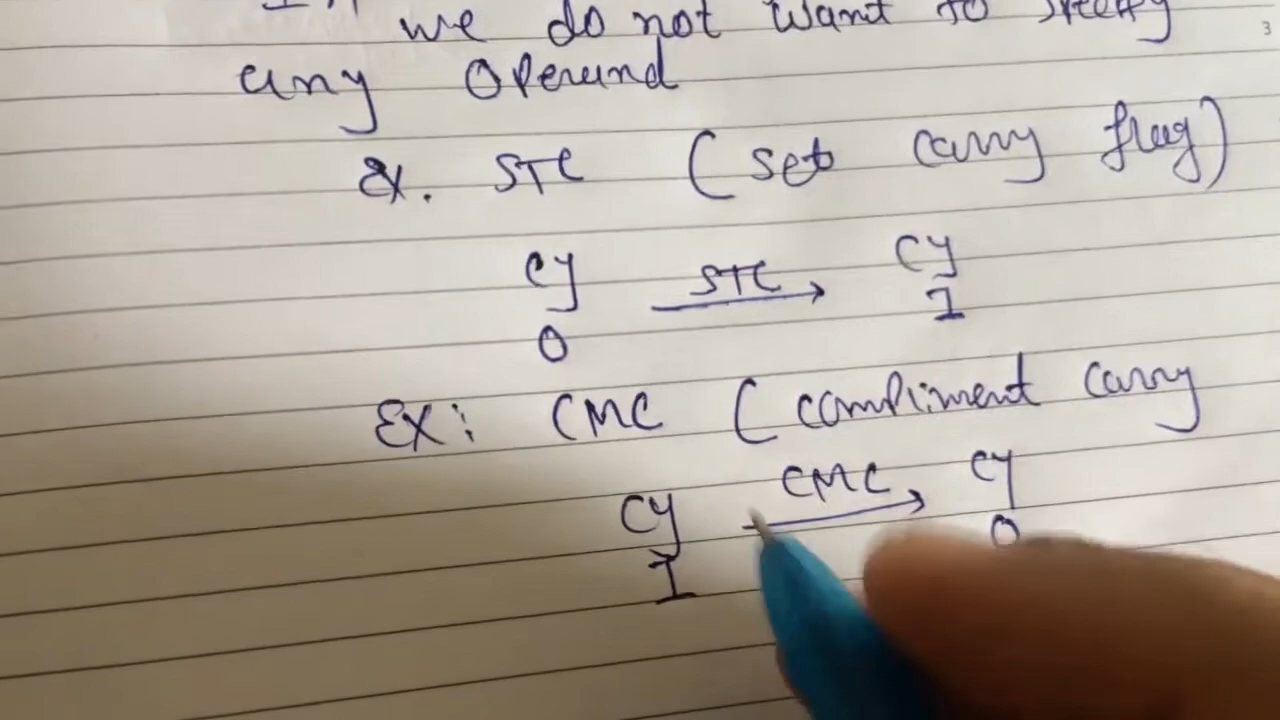 we do not want to
any operand
Ex. STC (set carry flag)
CY STC CY
0 1
Ex: CMC (compliment carry
CY CMC CY
1 0
3